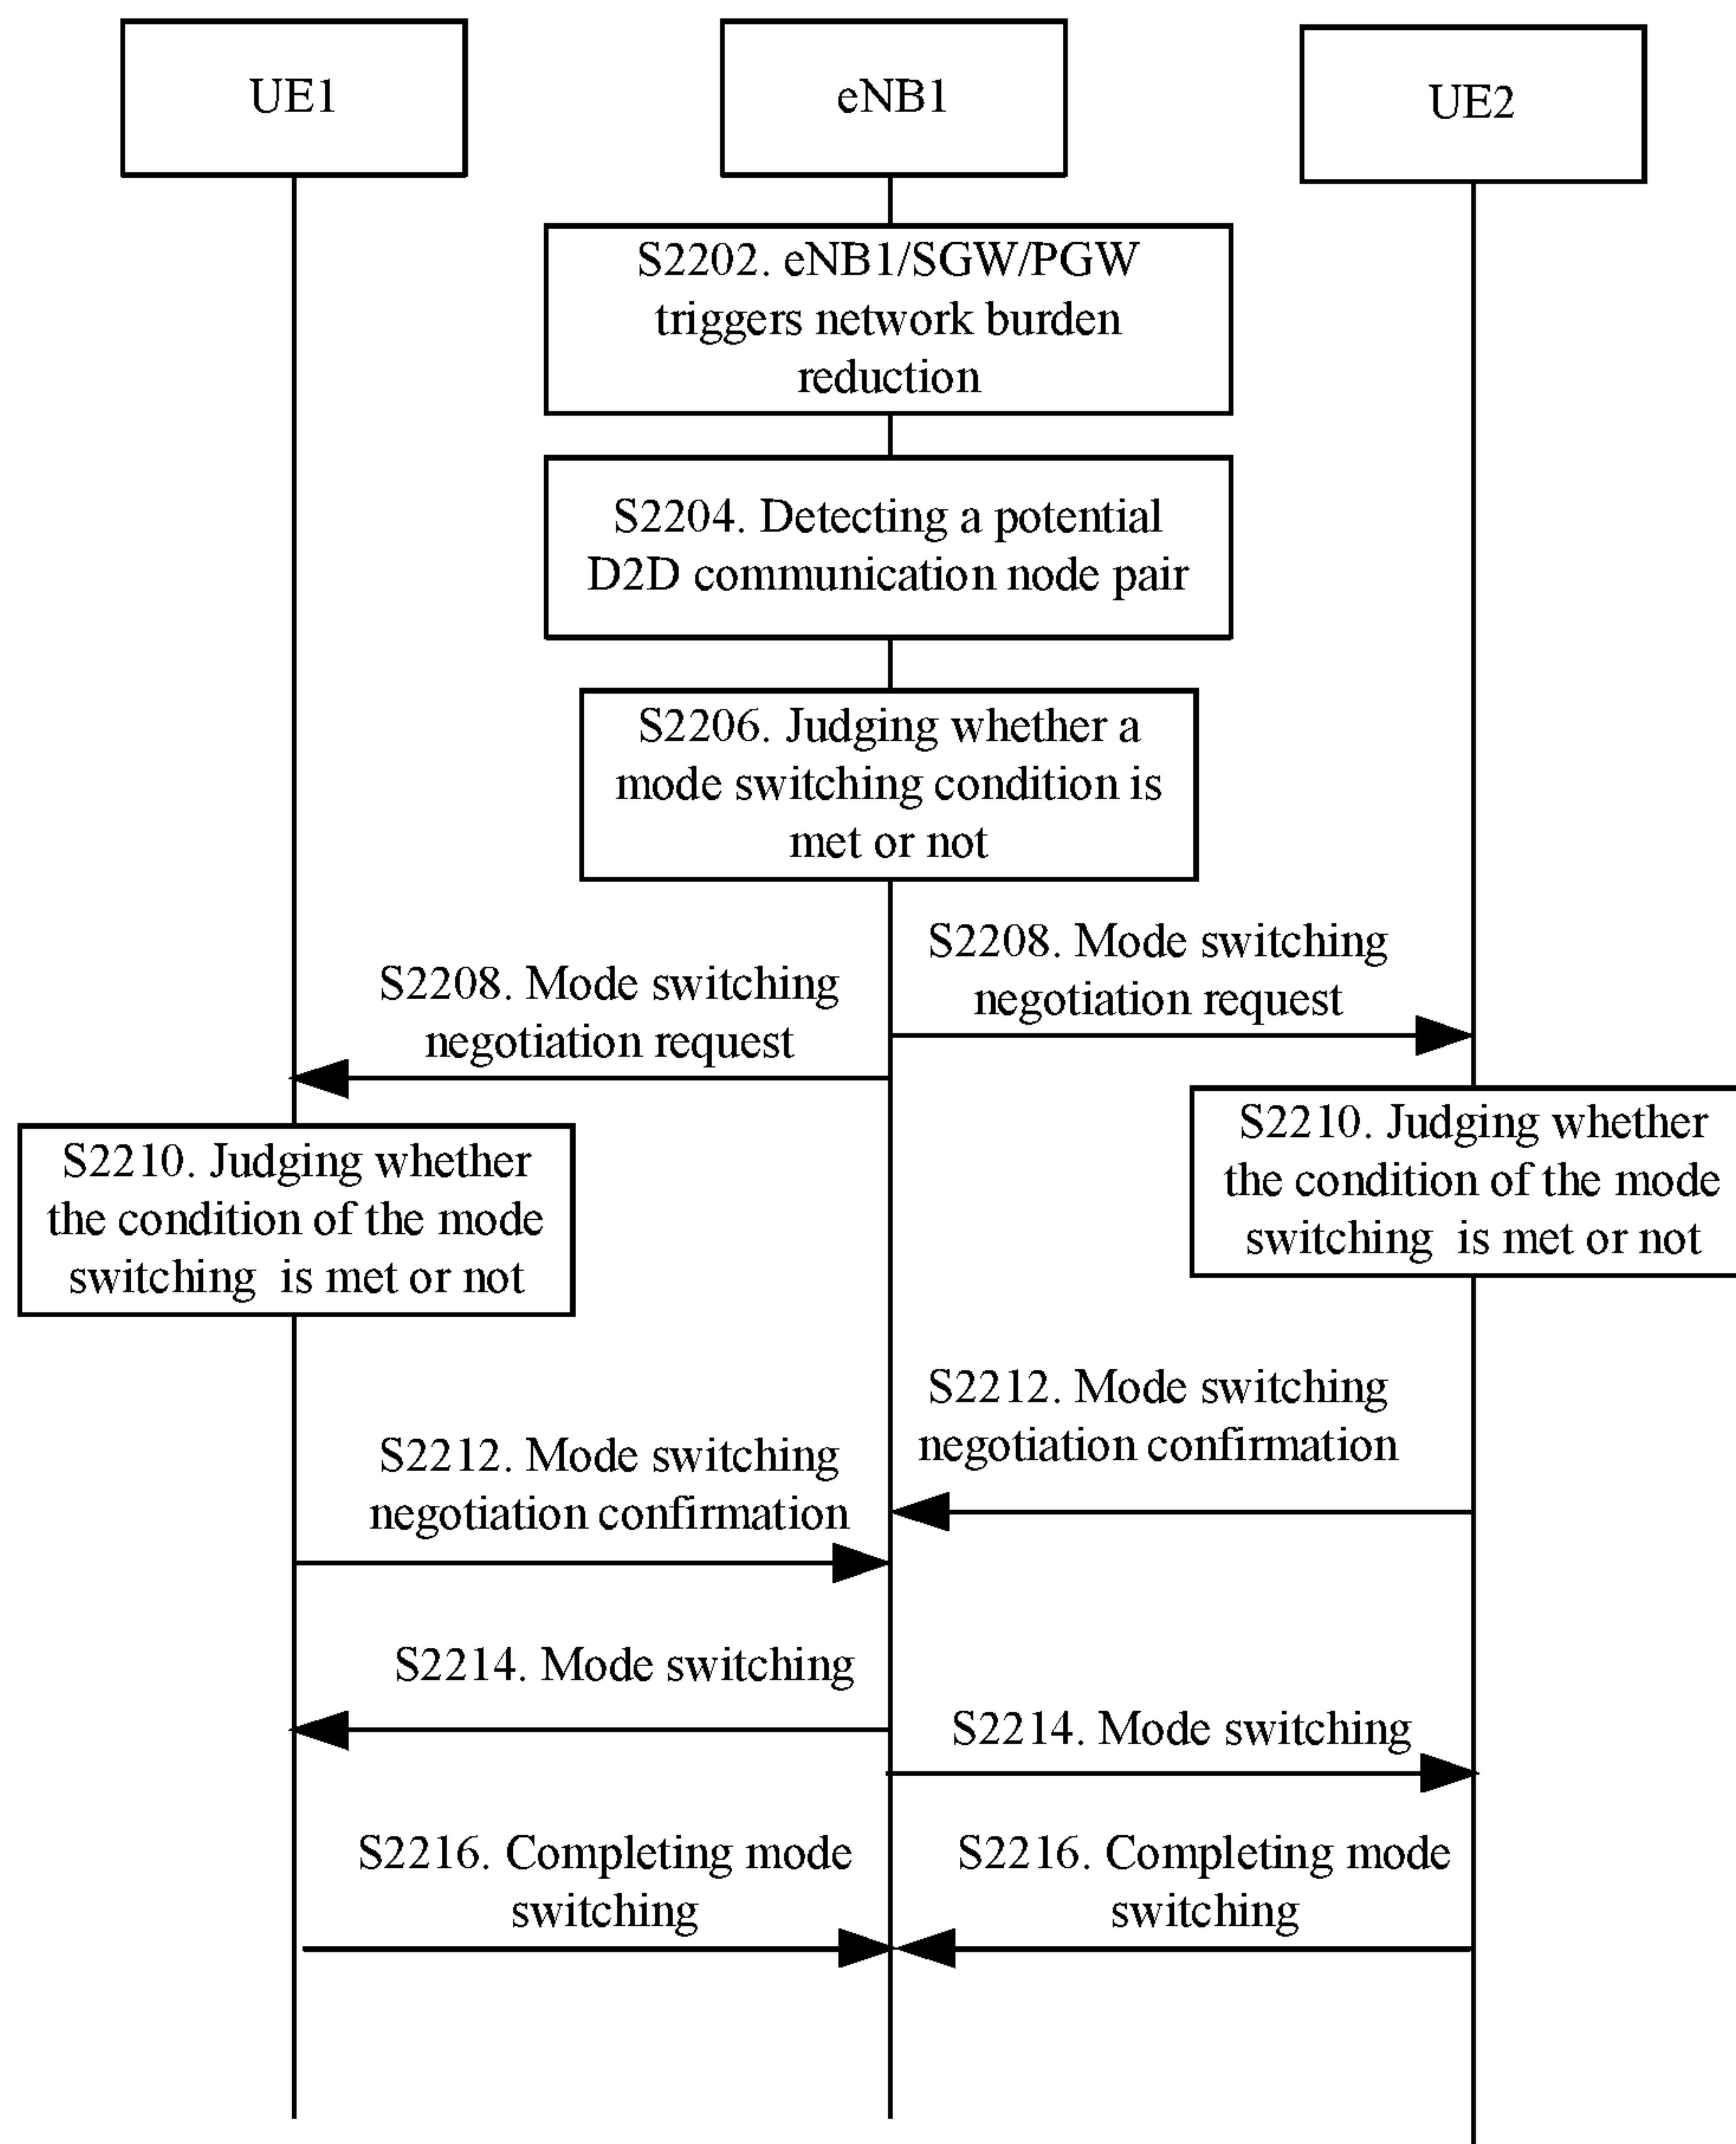 UE1
eNB1
UE2
S2202. eNB1/SGW/PGW
triggers network burden
reduction
S2204. Detecting a potential
D2D communication node pair
S2206. Judging whether a
mode switching condition is
met or not
S2208. Mode switching
negotiation request
S2208. Mode switching
negotiation request
S2210. Judging whether
the condition of the mode
switching  is met or not
S2210. Judging whether
the condition of the mode
switching  is met or not
S2212. Mode switching
negotiation confirmation
S2212. Mode switching
negotiation confirmation
S2214. Mode switching
S2214. Mode switching
S2216. Completing mode
switching
S2216. Completing mode
switching